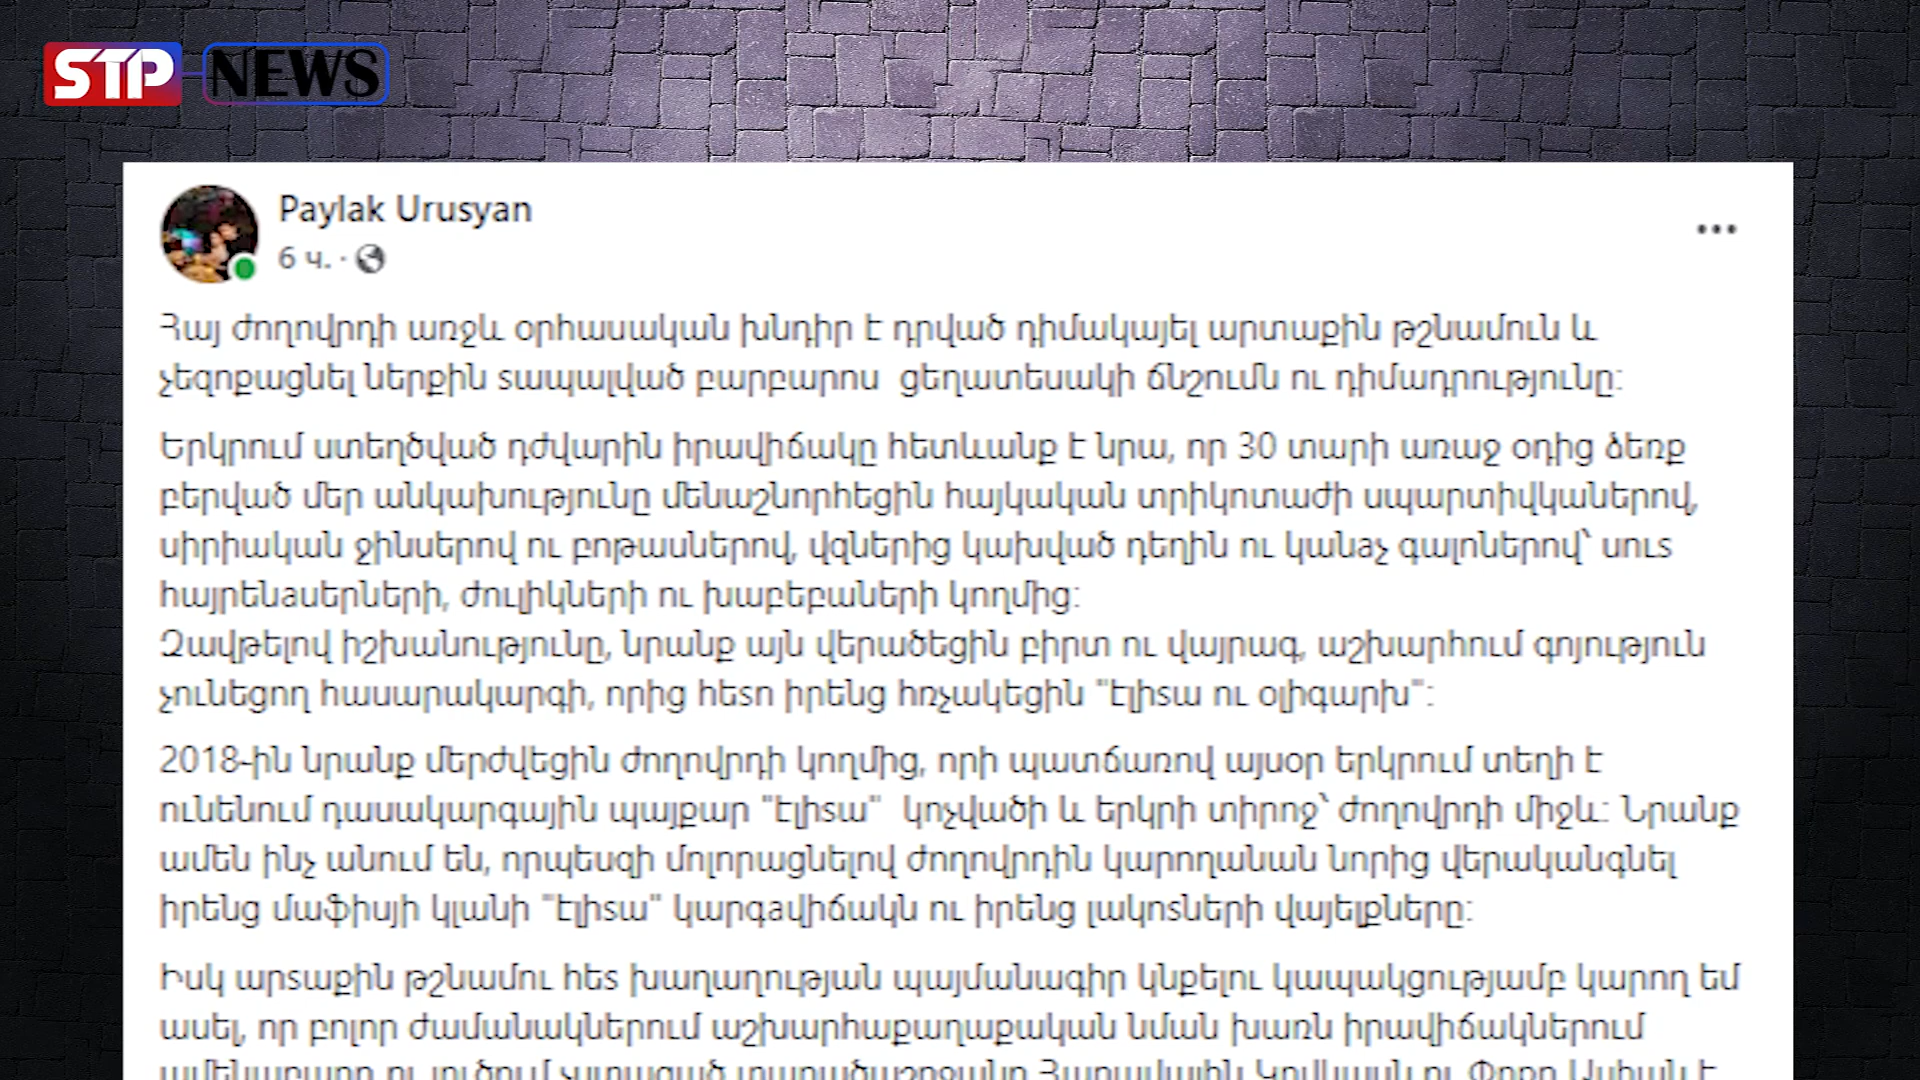 STP NEWS
Paylak Urusyan
6 ч. ·
Հայ ժողովրդի առջև օրհասական խնդիր է դրված դիմակայել արտաքին թշնամուն և
չեզոքացնել ներքին տապալված բարբարոս ցեղատեսակի ճնշումն ու դիմադրությունը:
Երկրում ստեղծված դժվարին իրավիճակը հետևանք է նրա, որ 30 տարի առաջ օդից ձեռք
բերված մեր անկախությունը մենաշնորհեցին հայկական տրիկոտաժի սպարտիվկաներով,
սիրիական ջինսերով ու բոթասներով, վզներից կախված դեղին ու կանաչ գալոներով՝ սուտ
հայրենասերների, ժուլիկների ու խաբեբաների կողմից:
Զավթելով իշխանությունը, նրանք այն վերածեցին բիրտ ու վայրագ, աշխարհում գոյություն
չունեցող հասարակարգի, որից հետո իրենց հռչակեցին "էլիտա ու օլիգարխ":
2018-ին նրանք մերժվեցին ժողովրդի կողմից, որի պատճառով այսօր երկրում տեղի է
ունենում դասակարգային պայքար "էլիտա" կոչվածի և երկրի տիրոջ՝ ժողովրդի միջև: Նրանք
ամեն ինչ անում են, որպեսզի մոլորացնելով ժողովրդին կարողանան նորից վերականգնել
իրենց մաֆիայի կլանի "էլիտա" կարգավիճակն ու իրենց լակոտների վայելքները:
Իսկ արտաքին թշնամու հետ խաղաղության պայմանագիր կնքելու կապակցությամբ կարող եմ
ասել, որ բոլոր ժամանակներում աշխարհաքաղաքական նման խառն իրավիճակներում